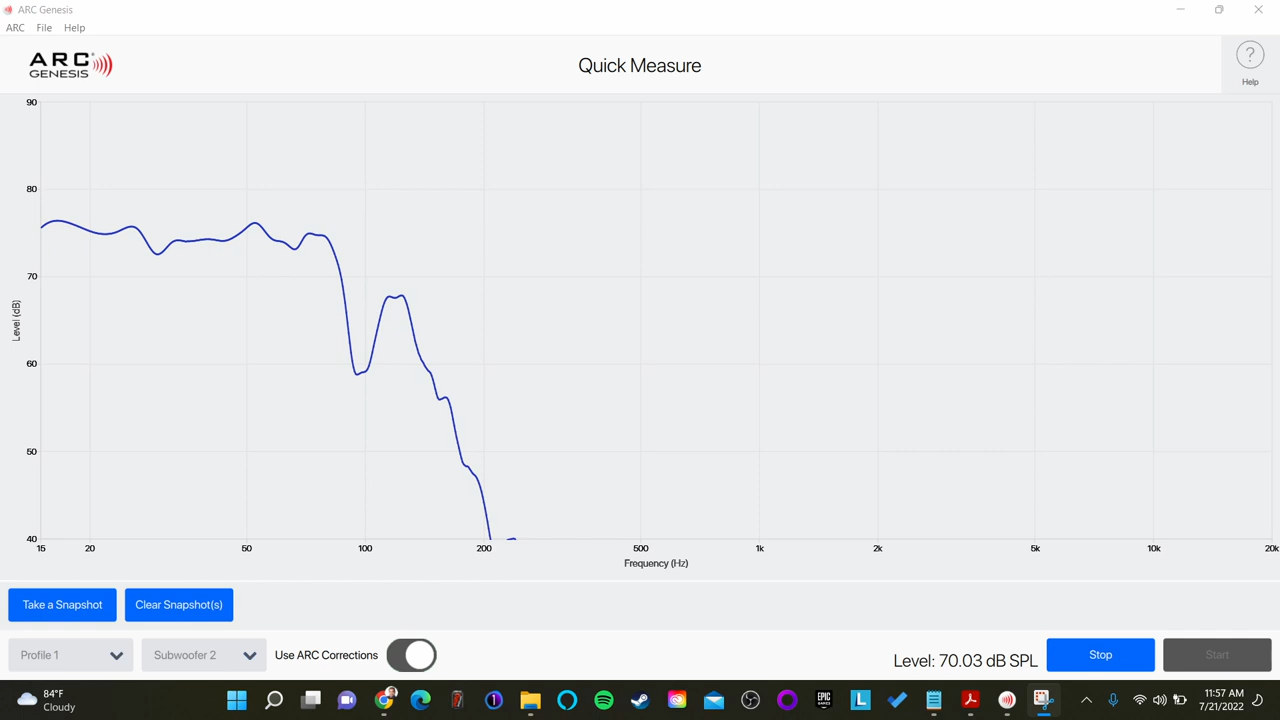 ARC Genesis
ARC File Help
ARC GENESIS
Quick Measure
?
Help
90
80
70
60
50
40
Level (dB)
15 20 50 100 200 500 1k 2k 5k 10k 20k
Frequency (Hz)
Take a Snapshot Clear Snapshot(s)
Profile 1 Subwoofer 2 Use ARC Corrections Level: 70.03 dB SPL Stop Start
84°F
Cloudy
EPIC GAMES
L
11:57 AM
7/21/2022